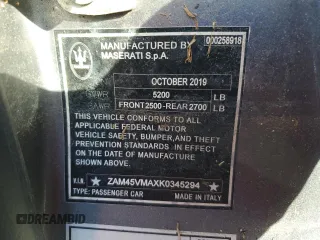 MANUFACTURED BY
MASERATI S.p.A.
000258918
OCTOBER 2019
GVWR 5200 LB
GAWR FRONT2500-REAR2700 LB
THIS VEHICLE CONFORMS TO ALL
APPLICABLE FEDERAL MOTOR
VEHICLE SAFETY, BUMPER, AND THEFT
PREVENTION STANDARDS IN EFFECT
ON THE DATE OF MANUFACTURE
SHOWN ABOVE
V.I.N. ZAM45VMAXK0345294
TYPE: PASSENGER CAR MADE IN ITALY
DREAMBID